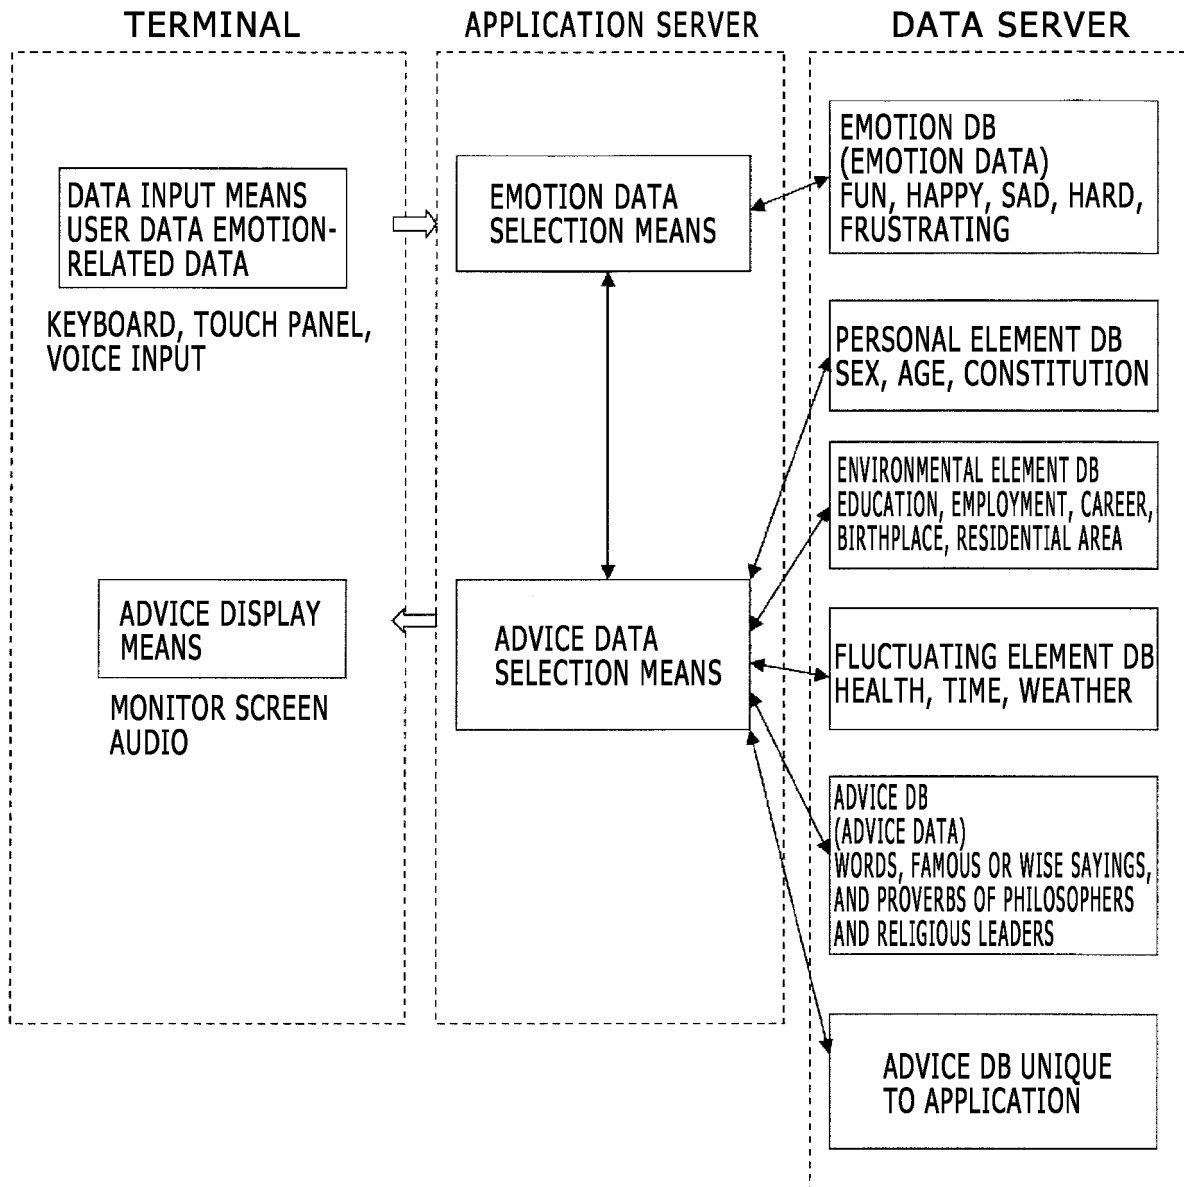 TERMINAL
APPLICATION SERVER
DATA SERVER
DATA INPUT MEANS
USER DATA EMOTION-
RELATED DATA
KEYBOARD, TOUCH PANEL,
VOICE INPUT
ADVICE DISPLAY
MEANS
MONITOR SCREEN
AUDIO
EMOTION DATA
SELECTION MEANS
ADVICE DATA
SELECTION MEANS
EMOTION DB
(EMOTION DATA)
FUN, HAPPY, SAD, HARD,
FRUSTRATING
PERSONAL ELEMENT DB
SEX, AGE, CONSTITUTION
ENVIRONMENTAL ELEMENT DB
EDUCATION, EMPLOYMENT, CAREER,
BIRTHPLACE, RESIDENTIAL AREA
FLUCTUATING ELEMENT DB
HEALTH, TIME, WEATHER
ADVICE DB
(ADVICE DATA)
WORDS, FAMOUS OR WISE SAYINGS,
AND PROVERBS OF PHILOSOPHERS
AND RELIGIOUS LEADERS
ADVICE DB UNIQUE
TO APPLICATION